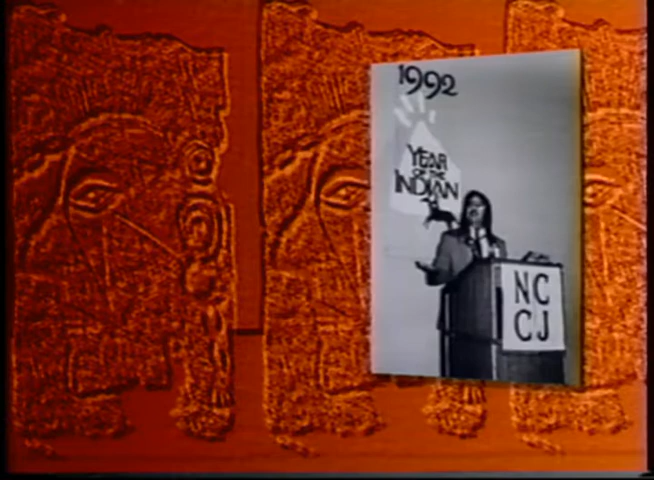 1992
YEAR
OF THE
INDIAN
NC
CJ